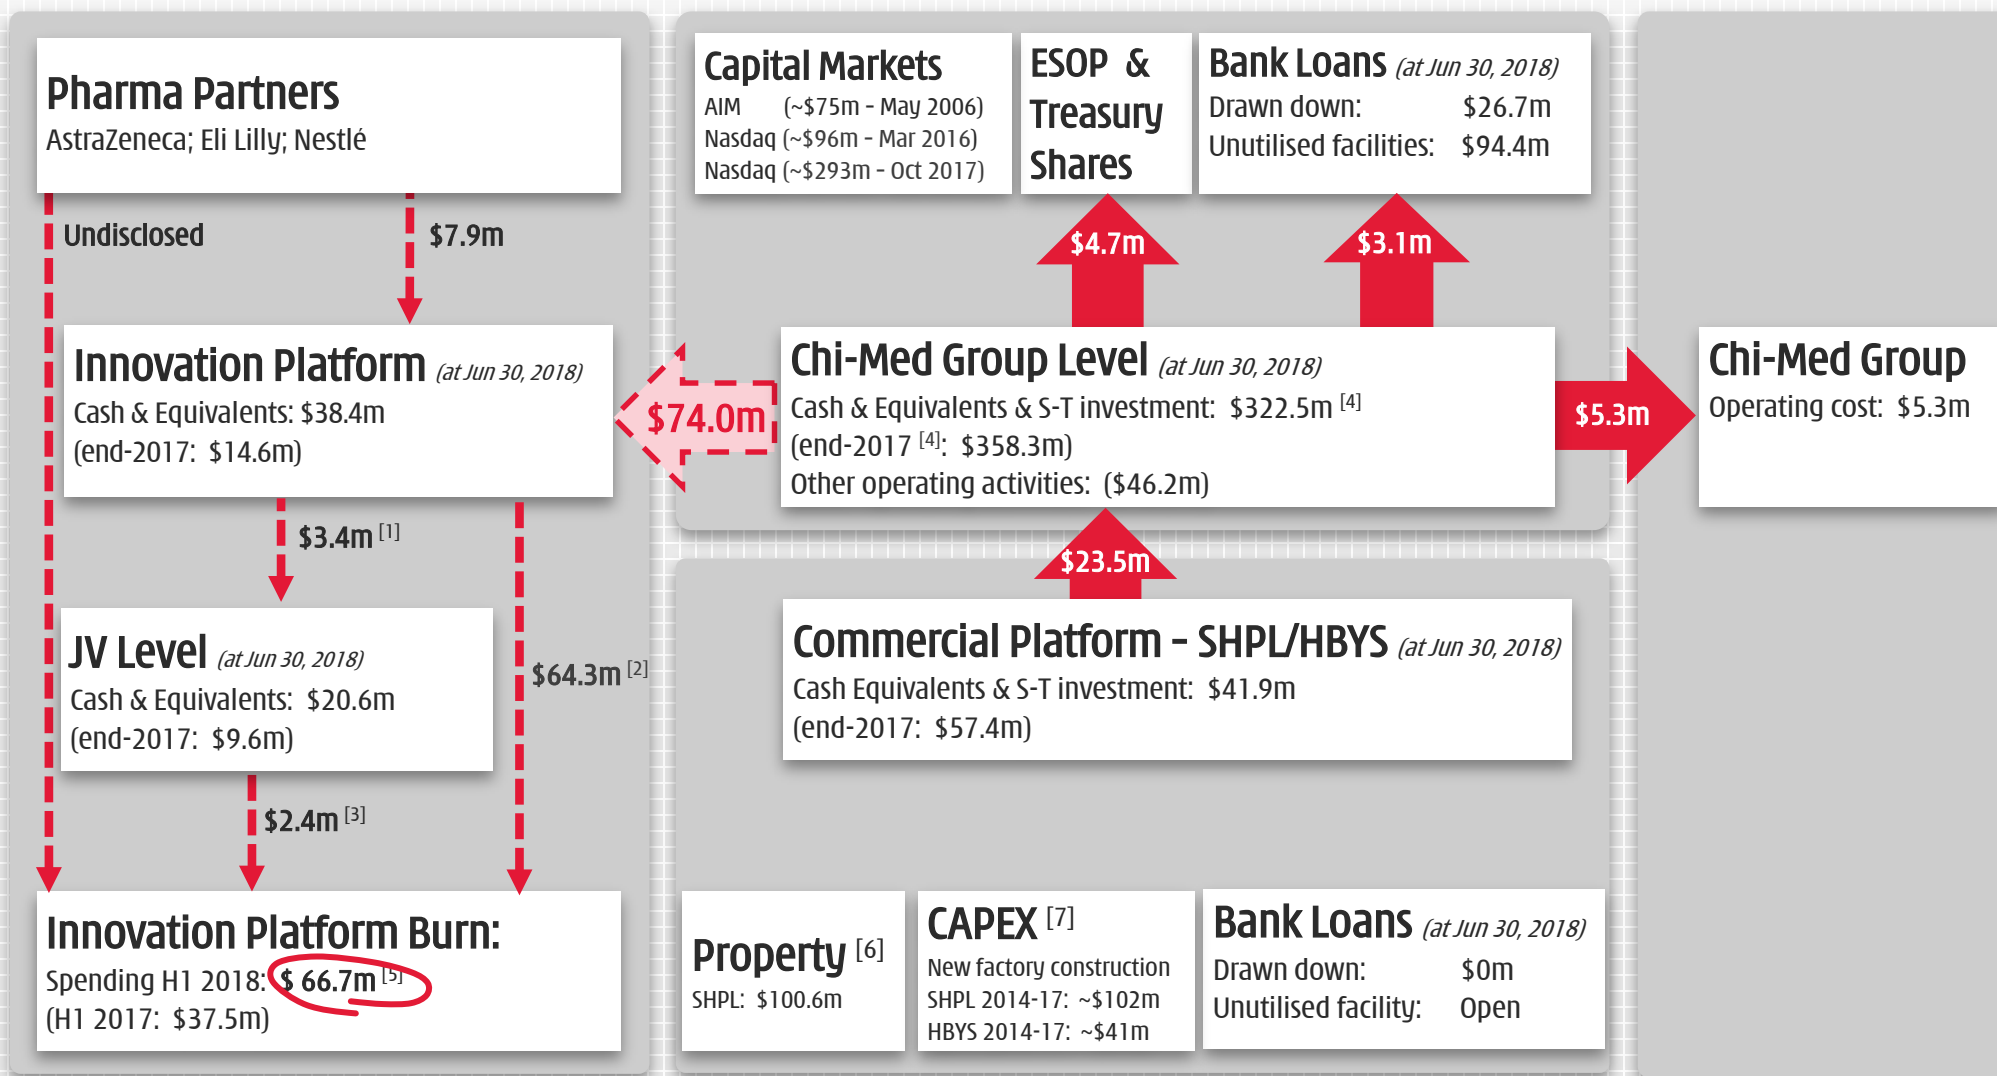 Pharma Partners
AstraZeneca; Eli Lilly; Nestlé
Undisclosed
$7.9m
Innovation Platform (at Jun 30, 2018)
Cash & Equivalents: $38.4m
(end-2017: $14.6m)
$3.4m [1]
JV Level (at Jun 30, 2018)
Cash & Equivalents: $20.6m
(end-2017: $9.6m)
$64.3m [2]
$2.4m [3]
Innovation Platform Burn:
Spending H1 2018: $ 66.7m [5]
(H1 2017: $37.5m)
Capital Markets
AIM (~$75m – May 2006)
Nasdaq (~$96m – Mar 2016)
Nasdaq (~$293m – Oct 2017)
ESOP &
Treasury
Shares
Bank Loans (at Jun 30, 2018)
Drawn down: $26.7m
Unutilised facilities: $94.4m
$4.7m
$3.1m
$74.0m
Chi-Med Group Level (at Jun 30, 2018)
Cash & Equivalents & S-T investment: $322.5m [4]
(end-2017 [4]: $358.3m)
Other operating activities: ($46.2m)
$5.3m
Chi-Med Group
Operating cost: $5.3m
$23.5m
Commercial Platform – SHPL/HBYS (at Jun 30, 2018)
Cash Equivalents & S-T investment: $41.9m
(end-2017: $57.4m)
Property [6]
SHPL: $100.6m
CAPEX [7]
New factory construction
SHPL 2014-17: ~$102m
HBYS 2014-17: ~$41m
Bank Loans (at Jun 30, 2018)
Drawn down: $0m
Unutilised facility: Open